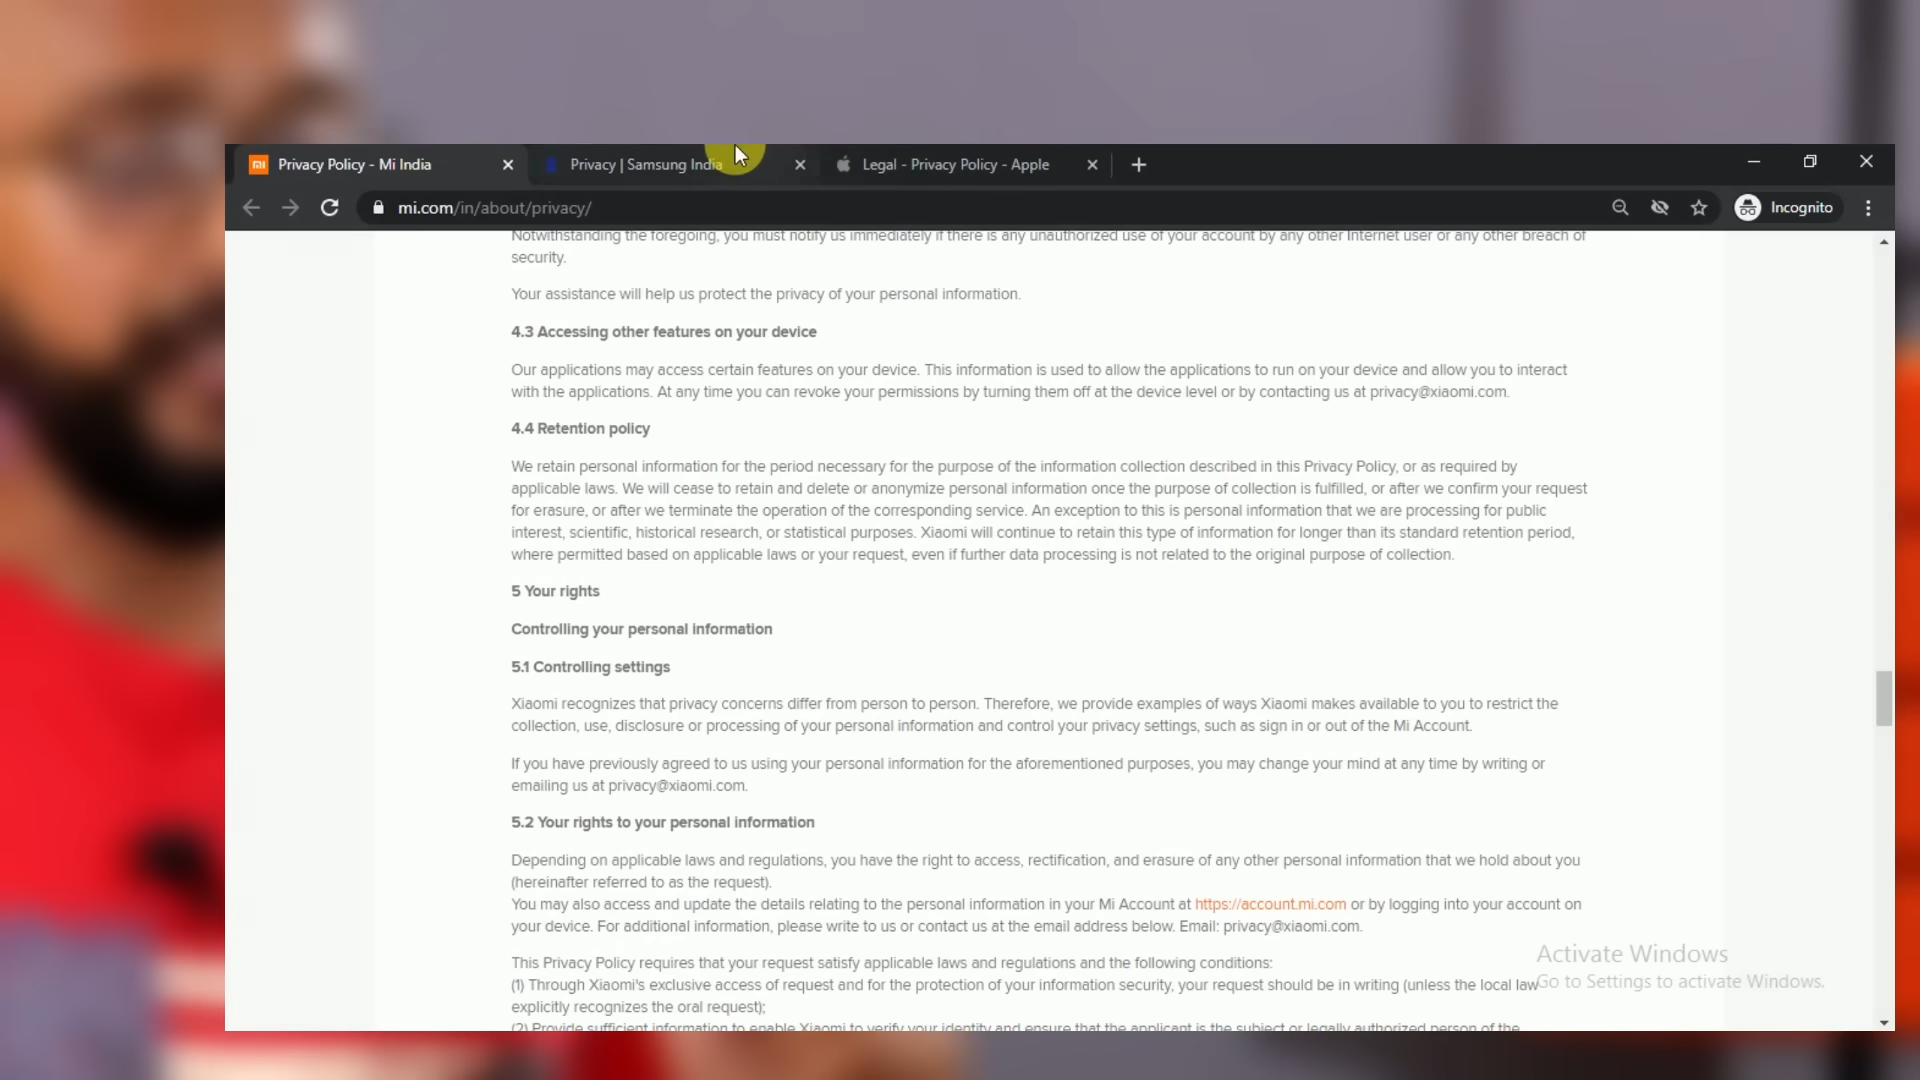 Privacy Policy - Mi India
Privacy | Samsung India
Legal - Privacy Policy - Apple
mi.com/in/about/privacy/
Incognito
Notwithstanding the foregoing, you must notify us immediately if there is any unauthorized use of your account by any other Internet user or any other breach of
security.
Your assistance will help us protect the privacy of your personal information.
4.3 Accessing other features on your device
Our applications may access certain features on your device. This information is used to allow the applications to run on your device and allow you to interact
with the applications. At any time you can revoke your permissions by turning them off at the device level or by contacting us at privacy@xiaomi.com.
4.4 Retention policy
We retain personal information for the period necessary for the purpose of the information collection described in this Privacy Policy, or as required by
applicable laws. We will cease to retain and delete or anonymize personal information once the purpose of collection is fulfilled, or after we confirm your request
for erasure, or after we terminate the operation of the corresponding service. An exception to this is personal information that we are processing for public
interest, scientific, historical research, or statistical purposes. Xiaomi will continue to retain this type of information for longer than its standard retention period,
where permitted based on applicable laws or your request, even if further data processing is not related to the original purpose of collection.
5 Your rights
Controlling your personal information
5.1 Controlling settings
Xiaomi recognizes that privacy concerns differ from person to person. Therefore, we provide examples of ways Xiaomi makes available to you to restrict the
collection, use, disclosure or processing of your personal information and control your privacy settings, such as sign in or out of the Mi Account.
If you have previously agreed to us using your personal information for the aforementioned purposes, you may change your mind at any time by writing or
emailing us at privacy@xiaomi.com.
5.2 Your rights to your personal information
Depending on applicable laws and regulations, you have the right to access, rectification, and erasure of any other personal information that we hold about you
(hereinafter referred to as the request).
You may also access and update the details relating to the personal information in your Mi Account at https://account.mi.com or by logging into your account on
your device. For additional information, please write to us or contact us at the email address below. Email: privacy@xiaomi.com.
This Privacy Policy requires that your request satisfy applicable laws and regulations and the following conditions:
(1) Through Xiaomi's exclusive access of request and for the protection of your information security, your request should be in writing (unless the local law
explicitly recognizes the oral request);
(2) Provide sufficient information to enable Xiaomi to verify your identity and ensure that the applicant is the subject or legally authorized person of the
Activate Windows
Go to Settings to activate Windows.